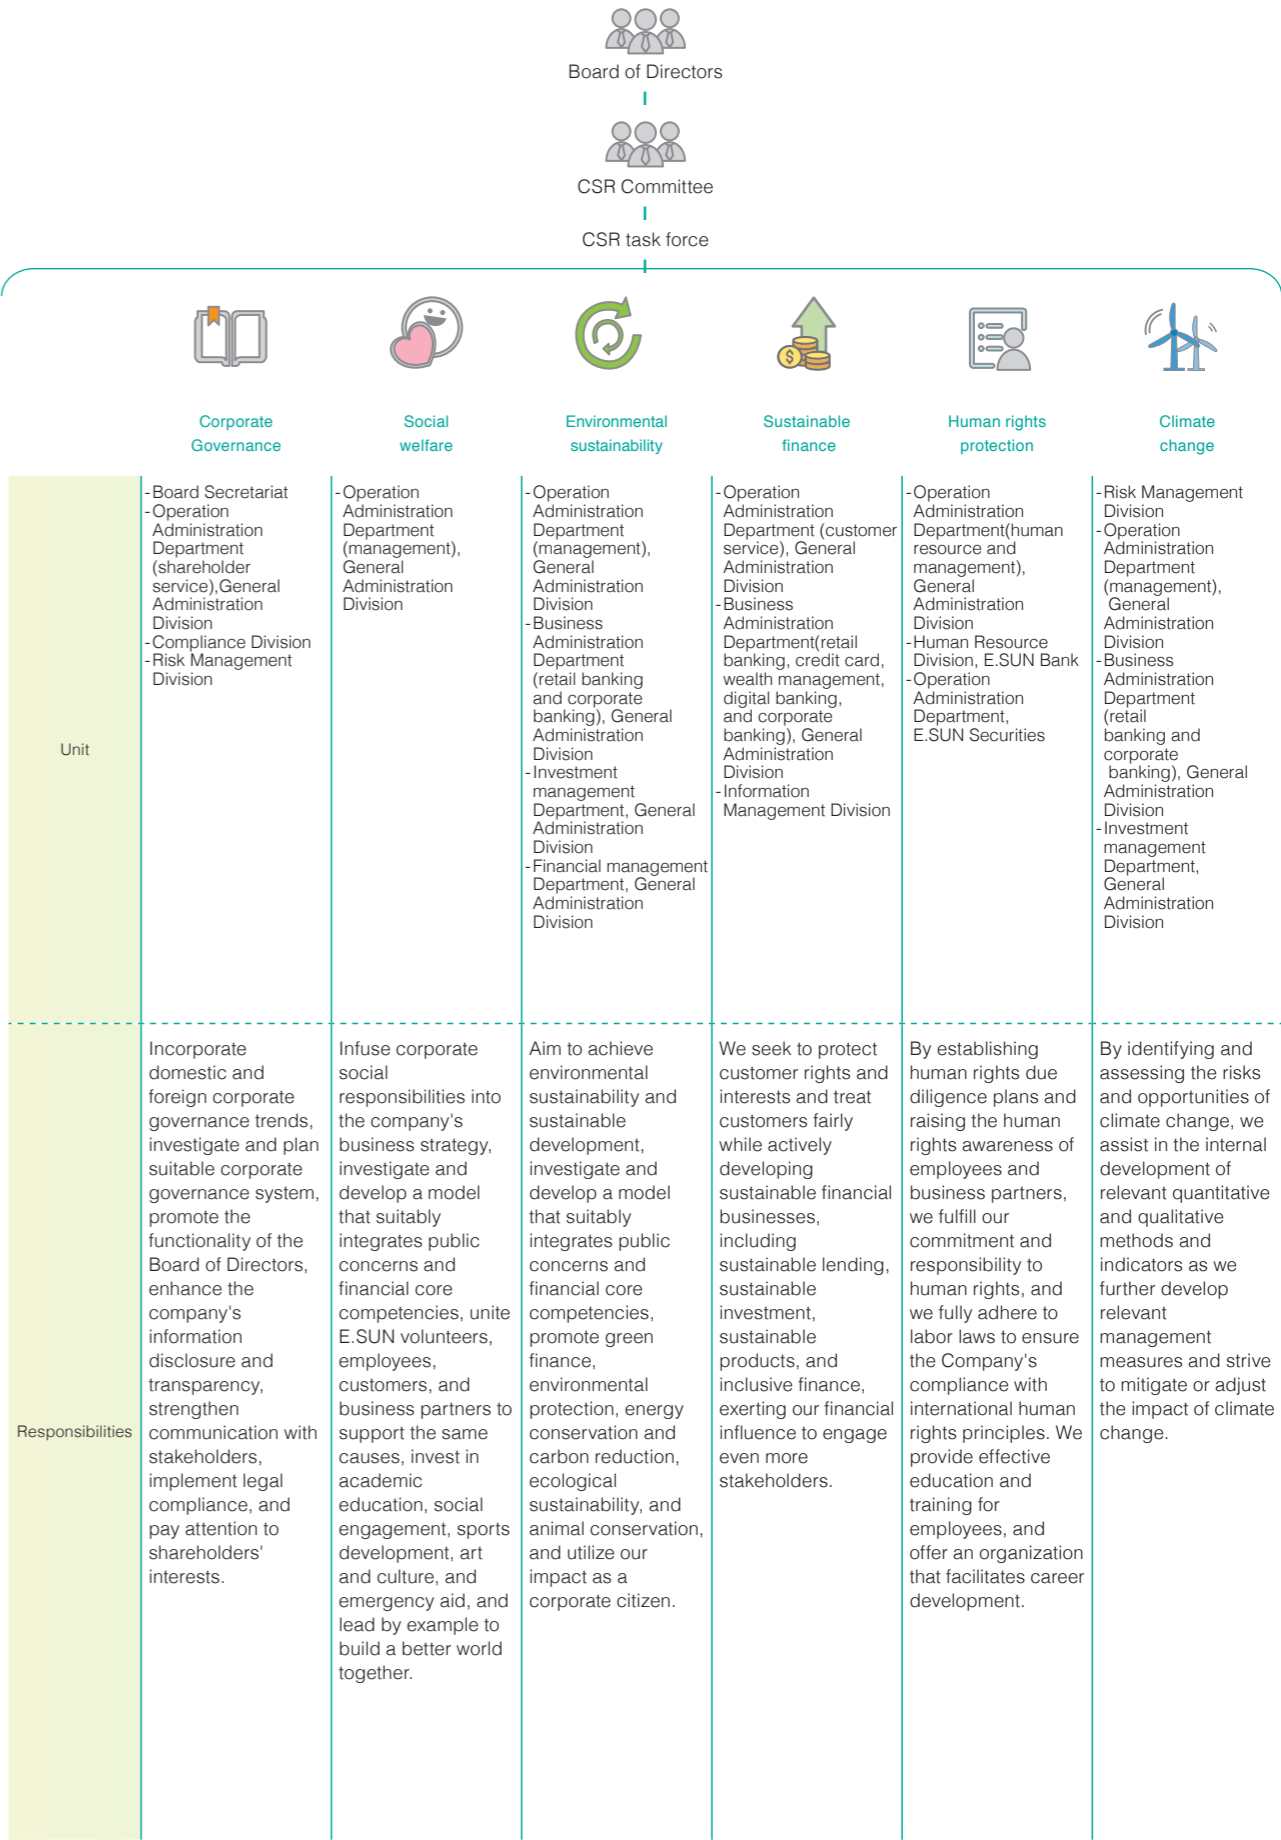 Board of Directors
CSR Committee
CSR task force
Corporate
Governance
Social
welfare
Environmental
sustainability
Sustainable
finance
Human rights
protection
Climate
change
Unit
-Board Secretariat
-Operation
Administration
Department
(shareholder
service),General
Administration
Division
-Compliance Division
-Risk Management
Division
-Operation
Administration
Department
(management),
General
Administration
Division
-Operation
Administration
Department
(management),
General
Administration
Division
-Business
Administration
Department
(retail banking
and corporate
banking), General
Administration
Division
-Investment
management
Department, General
Administration
Division
-Financial management
Department, General
Administration
Division
-Operation
Administration
Department (customer
service), General
Administration
Division
-Business
Administration
Department(retail
banking, credit card,
wealth management,
digital banking,
and corporate
banking), General
Administration
Division
-Information
Management Division
-Operation
Administration
Department(human
resource and
management),
General
Administration
Division
-Human Resource
Division, E.SUN Bank
-Operation
Administration
Department,
E.SUN Securities
-Risk Management
Division
-Operation
Administration
Department
(management),
General
Administration
Division
-Business
Administration
Department
(retail
banking and
corporate
banking), General
Administration
Division
-Investment
management
Department,
General
Administration
Division
Responsibilities
Incorporate
domestic and
foreign corporate
governance trends,
investigate and plan
suitable corporate
governance system,
promote the
functionality of the
Board of Directors,
enhance the
company's
information
disclosure and
transparency,
strengthen
communication with
stakeholders,
implement legal
compliance, and
pay attention to
shareholders'
interests.
Infuse corporate
social
responsibilities into
the company's
business strategy,
investigate and
develop a model
that suitably
integrates public
concerns and
financial core
competencies, unite
E.SUN volunteers,
employees,
customers, and
business partners to
support the same
causes, invest in
academic
education, social
engagement, sports
development, art
and culture, and
emergency aid, and
lead by example to
build a better world
together.
Aim to achieve
environmental
sustainability and
sustainable
development,
investigate and
develop a model
that suitably
integrates public
concerns and
financial core
competencies,
promote green
finance,
environmental
protection, energy
conservation and
carbon reduction,
ecological
sustainability, and
animal conservation,
and utilize our
impact as a
corporate citizen.
We seek to protect
customer rights and
interests and treat
customers fairly
while actively
developing
sustainable financial
businesses,
including
sustainable lending,
sustainable
investment,
sustainable
products, and
inclusive finance,
exerting our financial
influence to engage
even more
stakeholders.
By establishing
human rights due
diligence plans and
raising the human
rights awareness of
employees and
business partners,
we fulfill our
commitment and
responsibility to
human rights, and
we fully adhere to
labor laws to ensure
the Company's
compliance with
international human
rights principles. We
provide effective
education and
training for
employees, and
offer an organization
that facilitates career
development.
By identifying and
assessing the risks
and opportunities of
climate change, we
assist in the internal
development of
relevant quantitative
and qualitative
methods and
indicators as we
further develop
relevant
management
measures and strive
to mitigate or adjust
the impact of climate
change.